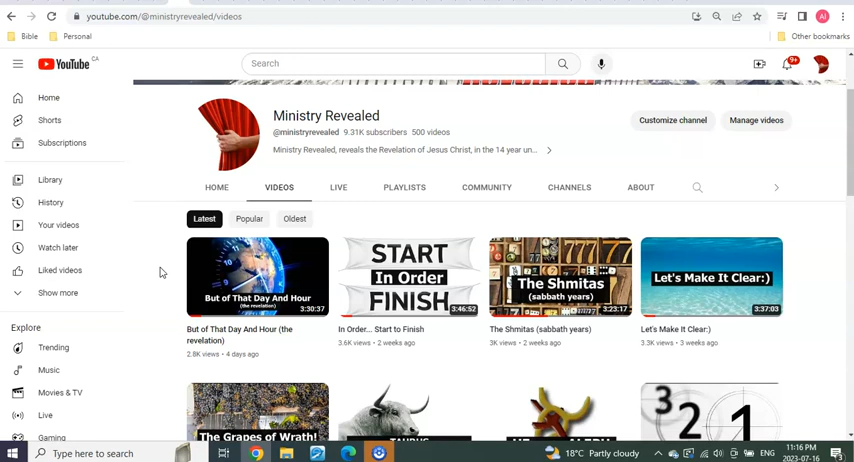 youtube.com/@ministryrevealed/videos
AI
Bible
Personal
Other bookmarks
YouTube CA
Search
9+
Home
Shorts
Subscriptions
Library
History
Your videos
Watch later
Liked videos
Show more
Explore
Trending
Music
Movies & TV
Live
Gaming
Ministry Revealed
@ministryrevealed 9.31K subscribers 500 videos
Ministry Revealed, reveals the Revelation of Jesus Christ, in the 14 year un...
Customize channel
Manage videos
HOME VIDEOS LIVE PLAYLISTS COMMUNITY CHANNELS ABOUT
Latest Popular Oldest
But of That Day And Hour
(the revelation)
3:30:37
But of That Day And Hour (the
revelation)
2.8K views • 4 days ago
START
In Order
FINISH
3:46:52
In Order... Start to Finish
3.6K views • 2 weeks ago
The Shmitas
(sabbath years)
3:23:17
The Shmitas (sabbath years)
3K views • 2 weeks ago
Let's Make It Clear:)
3:37:03
Let's Make It Clear:)
3.3K views • 3 weeks ago
The Grapes of Wrath!
TAURUS
3 2 1
Type here to search
18°C Partly cloudy
ENG
11:16 PM
2023-07-16
3